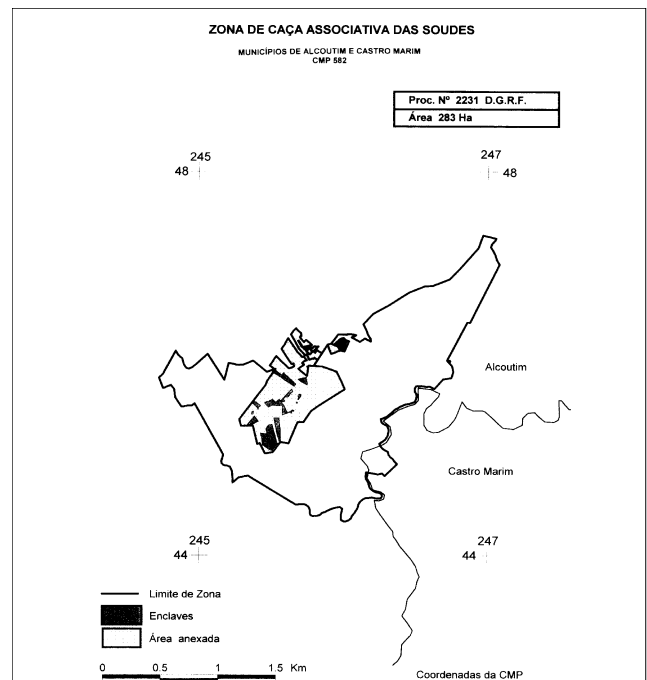 ZONA DE CAÇA ASSOCIATIVA DAS SOUDES
MUNICÍPIOS DE ALCOUTIM E CASTRO MARIM
CMP 582
Proc. Nº 2231 D.G.R.F.
Área 283 Ha
245
48
247
48
Alcoutim
Castro Marim
245
44
247
44
Limite de Zona
Enclaves
Área anexada
0 0.5 1 1.5 Km
Coordenadas da CMP